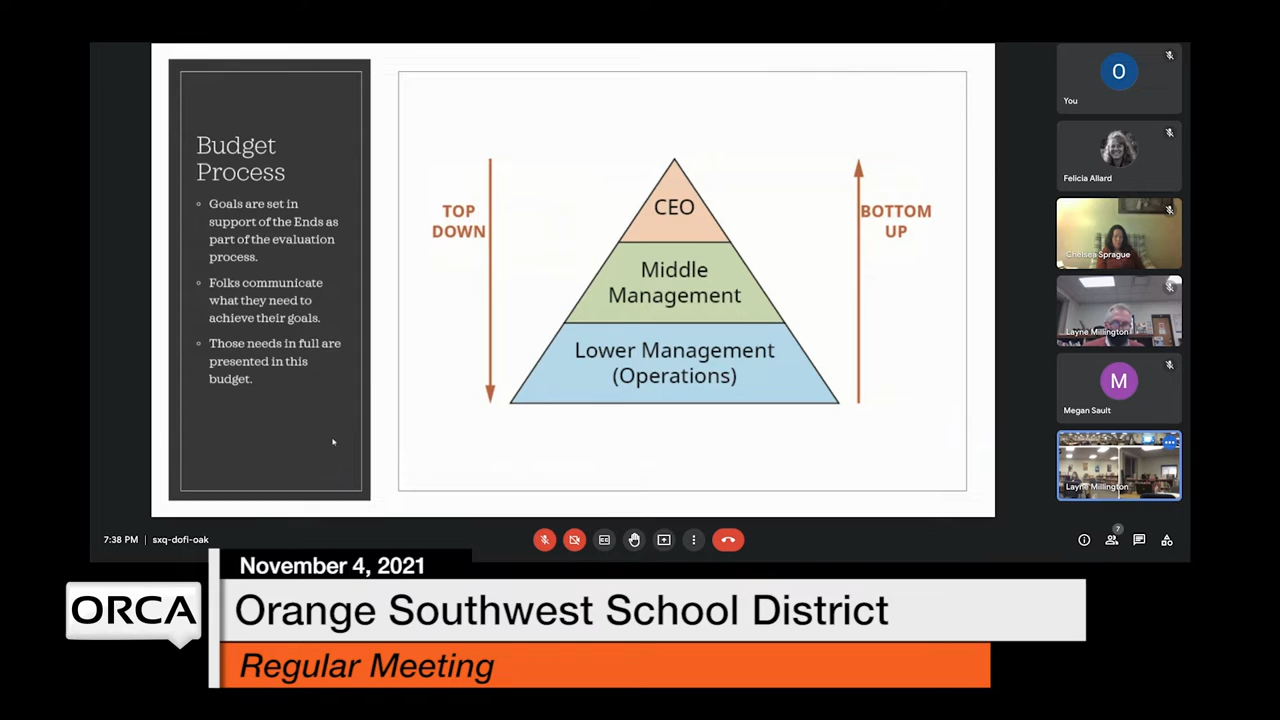 Budget
Process
Goals are set in
support of the Ends as
part of the evaluation
process.
Folks communicate
what they need to
achieve their goals.
Those needs in full are
presented in this
budget.
TOP
DOWN
CEO
Middle
Management
Lower Management
(Operations)
BOTTOM
UP
O
You
Felicia Allard
Chelsea Sprague
Layne Millington
M
Megan Sault
Layne Millington
7:38 PM | sxq-dofi-oak
7
November 4, 2021
ORCA
Orange Southwest School District
Regular Meeting